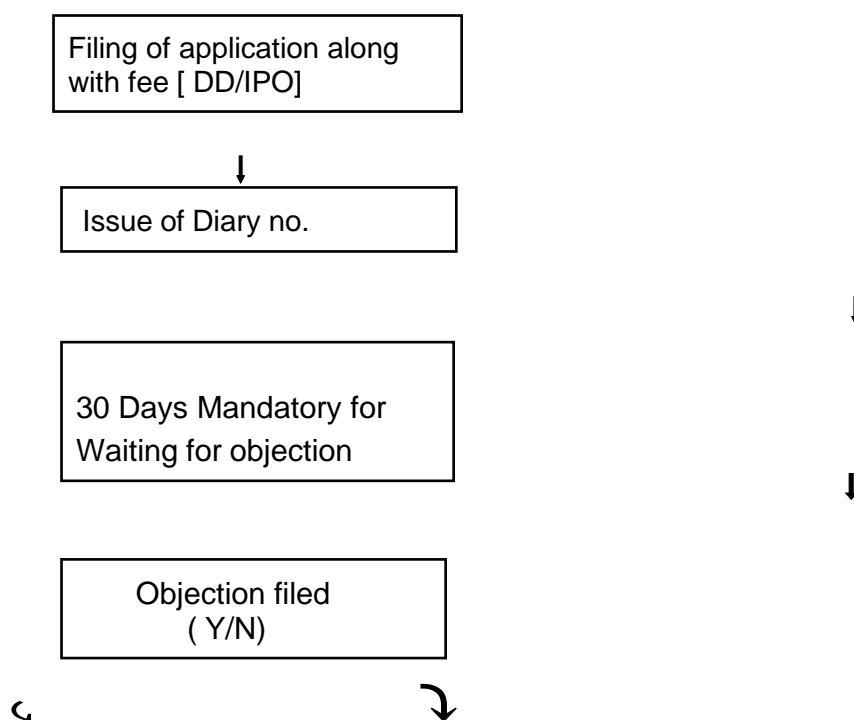 Filing of application along
with fee [ DD/IPO]
Issue of Diary no.
30 Days Mandatory for
Waiting for objection
Objection filed
( Y/N)